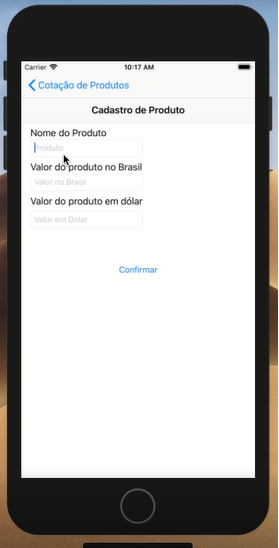 Carrier 10:17 AM
Cotação de Produtos
Cadastro de Produto
Nome do Produto
Produto
Valor do produto no Brasil
Valor no Brasil
Valor do produto em dólar
Valor em Dolar
Confirmar